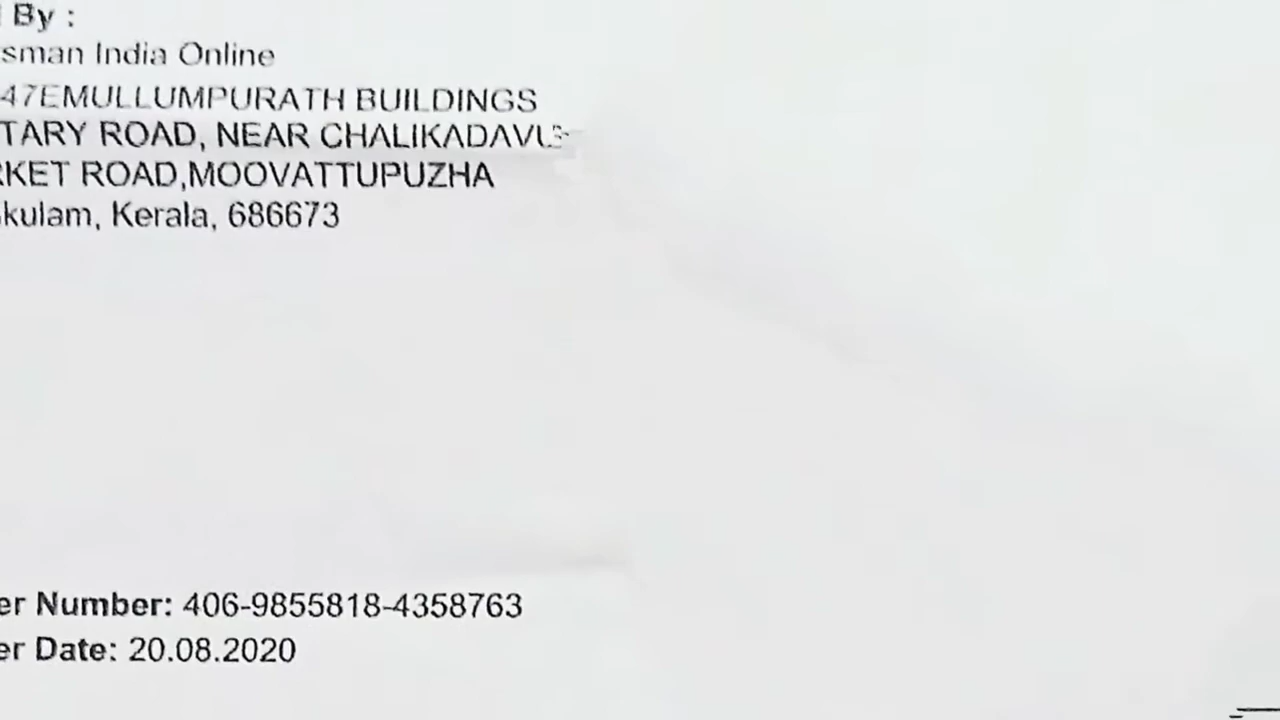 By :
sman India Online
47EMULLUMPURATH BUILDINGS
TARY ROAD, NEAR
RKET ROAD,MOOVATTUPUZHA
kulam, Kerala, 686673
er Number: 406-9855818-4358763
er Date: 20.08.2020